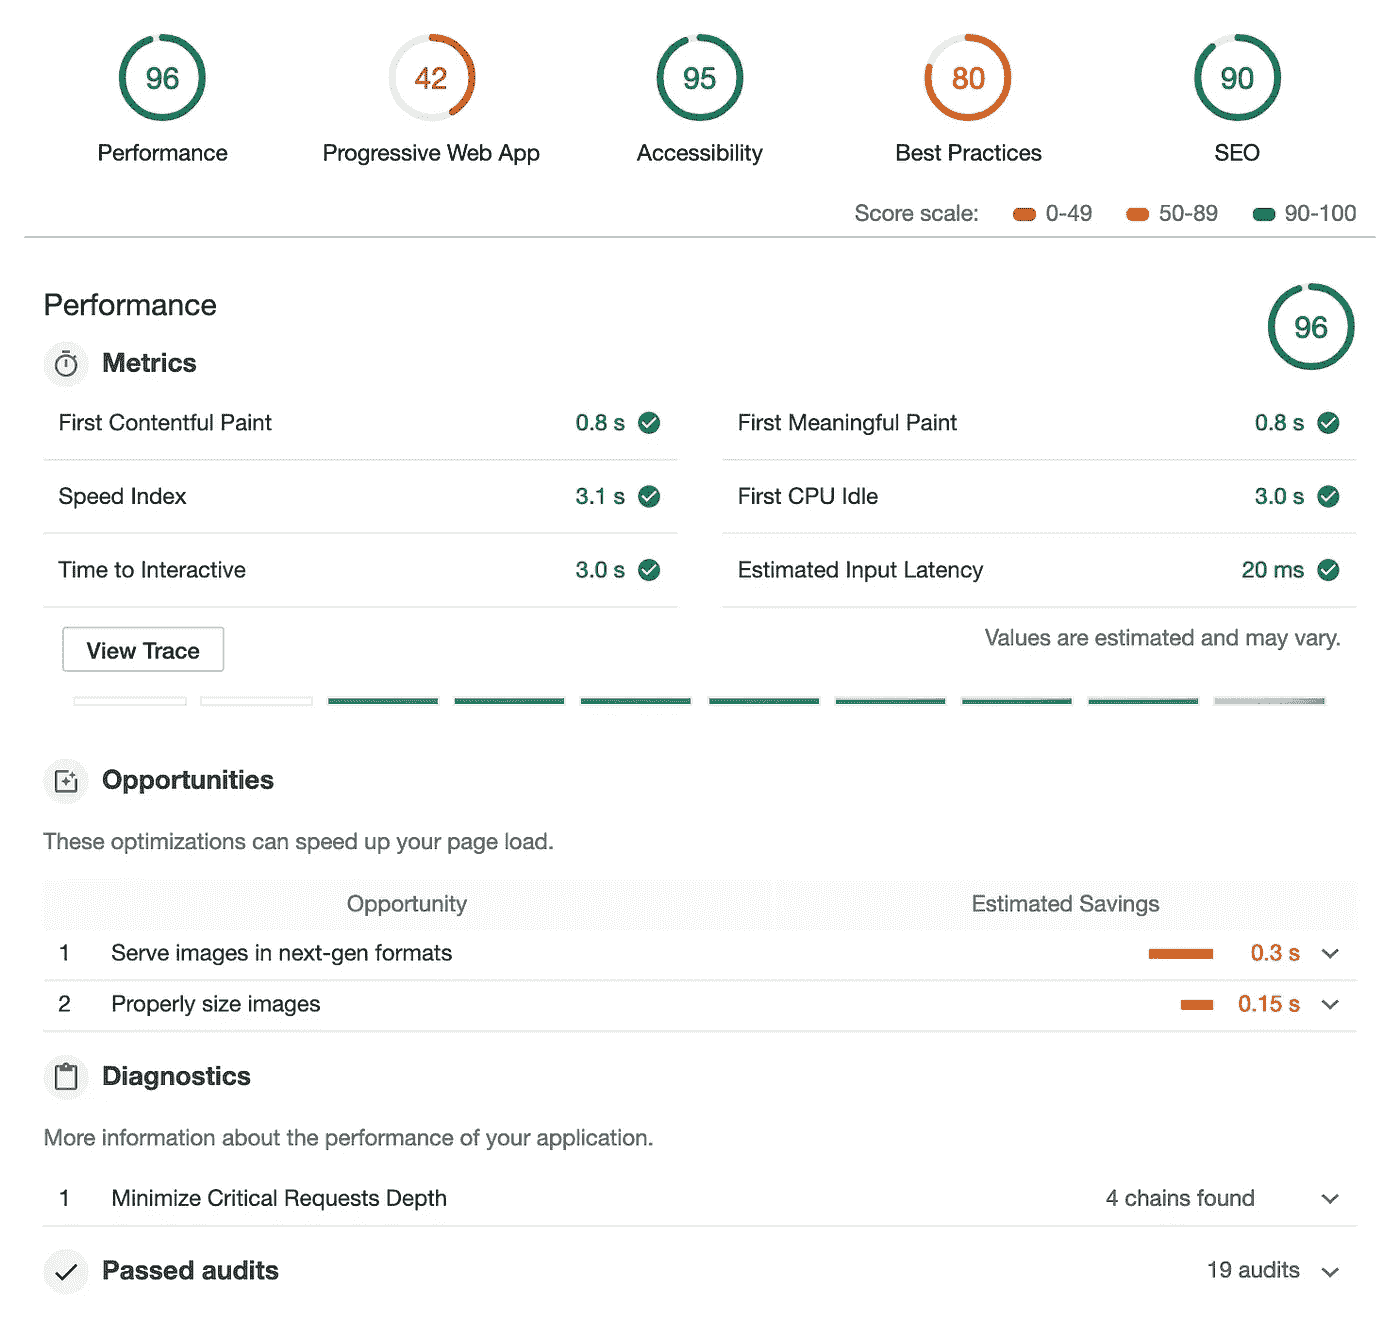 96 42 95 80 90
Performance Progressive Web App Accessibility Best Practices SEO
Score scale: 0-49 50-89 90-100
Performance
96
Metrics
First Contentful Paint 0.8 s First Meaningful Paint 0.8 s
Speed Index 3.1 s First CPU Idle 3.0 s
Time to Interactive 3.0 s Estimated Input Latency 20 ms
View Trace Values are estimated and may vary.
Opportunities
These optimizations can speed up your page load.
Opportunity Estimated Savings
1 Serve images in next-gen formats 0.3 s
2 Properly size images 0.15 s
Diagnostics
More information about the performance of your application.
1 Minimize Critical Requests Depth 4 chains found
Passed audits 19 audits